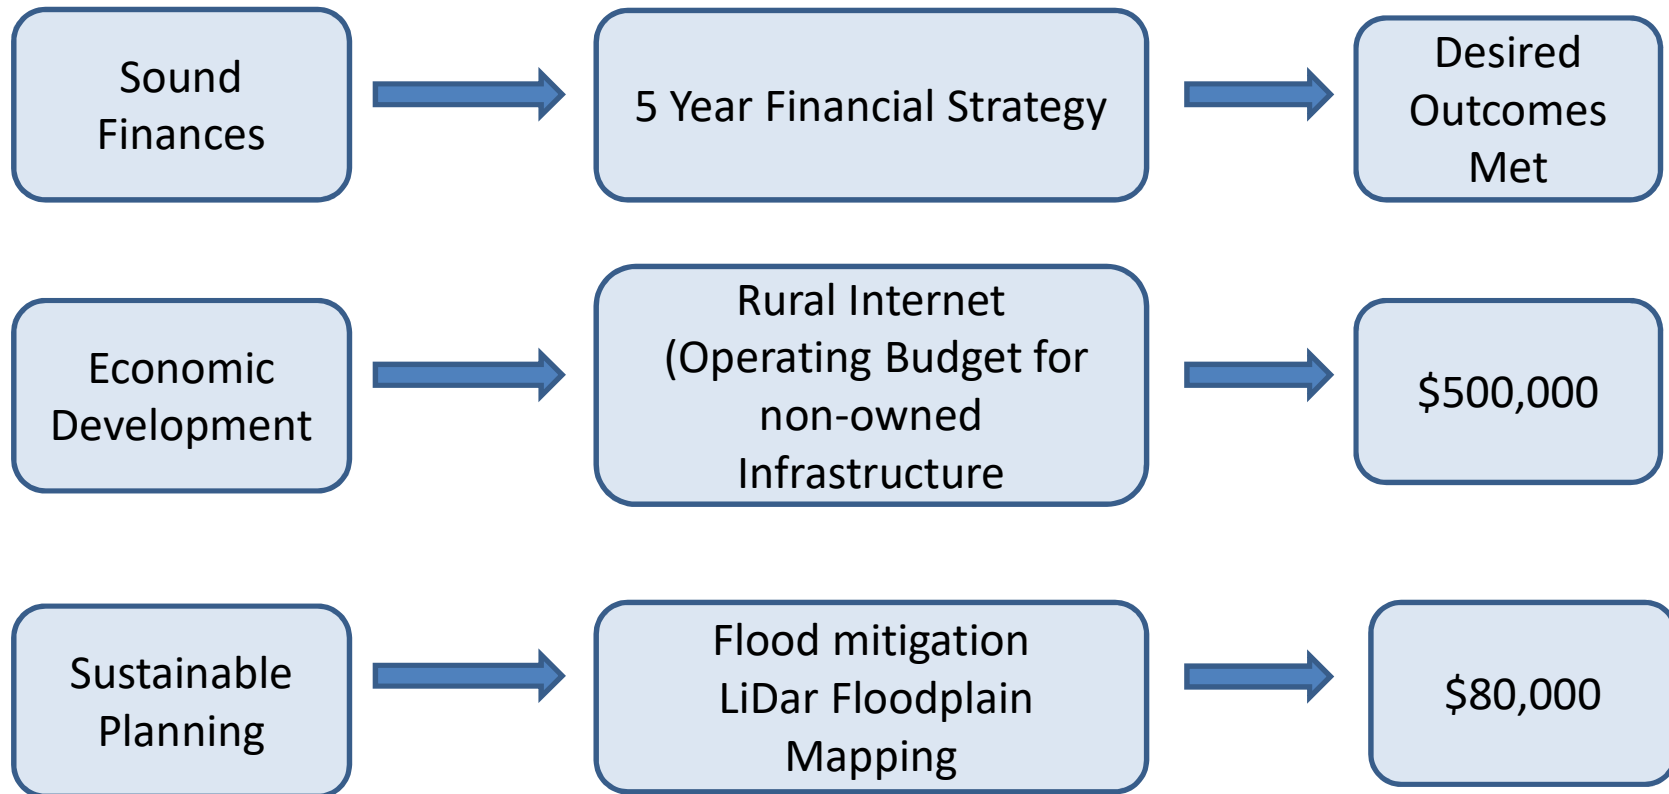 Sound
Finances
5 Year Financial Strategy
Desired
Outcomes
Met
Economic
Development
Rural Internet
(Operating Budget for
non-owned
Infrastructure
$500,000
Sustainable
Planning
Flood mitigation
LiDar Floodplain
Mapping
$80,000